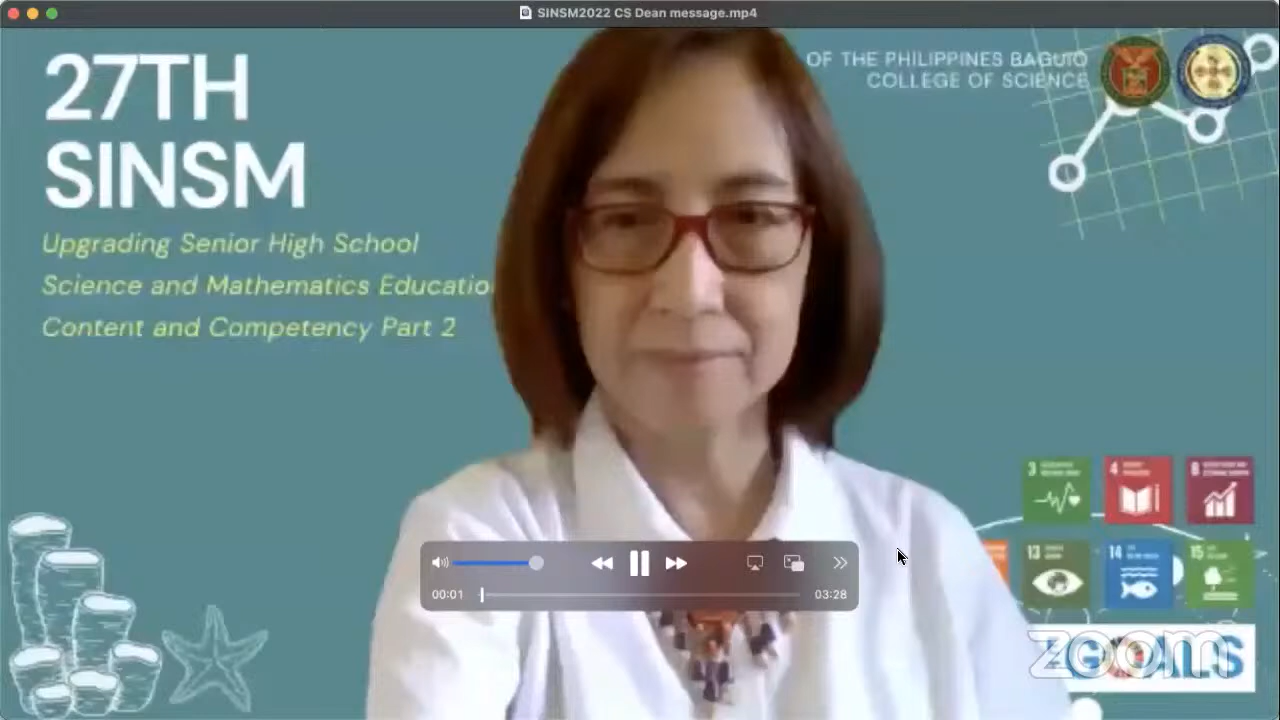 SINSM2022 CS Dean message.mp4
27TH
SINSM
Upgrading Senior High School
Science and Mathematics Educatio
Content and Competency Part 2
OF THE PHILIPPINES BAGUIO
COLLEGE OF SCIENCE
3
4
8
13
14
15
00:01
03:28
zoom